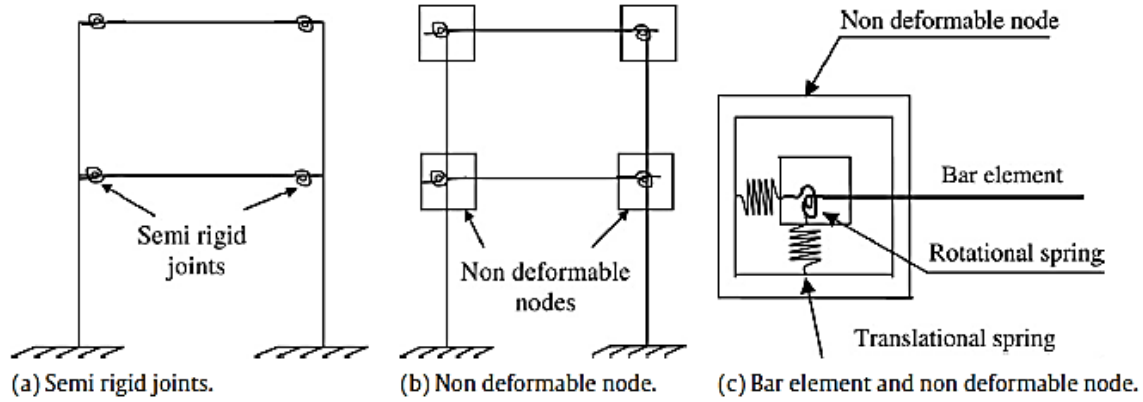 Semi rigid
joints
(a) Semi rigid joints.
Non deformable
nodes
(b) Non deformable node.
Non deformable node
Bar element
Rotational spring
Translational spring
(c) Bar element and non deformable node.